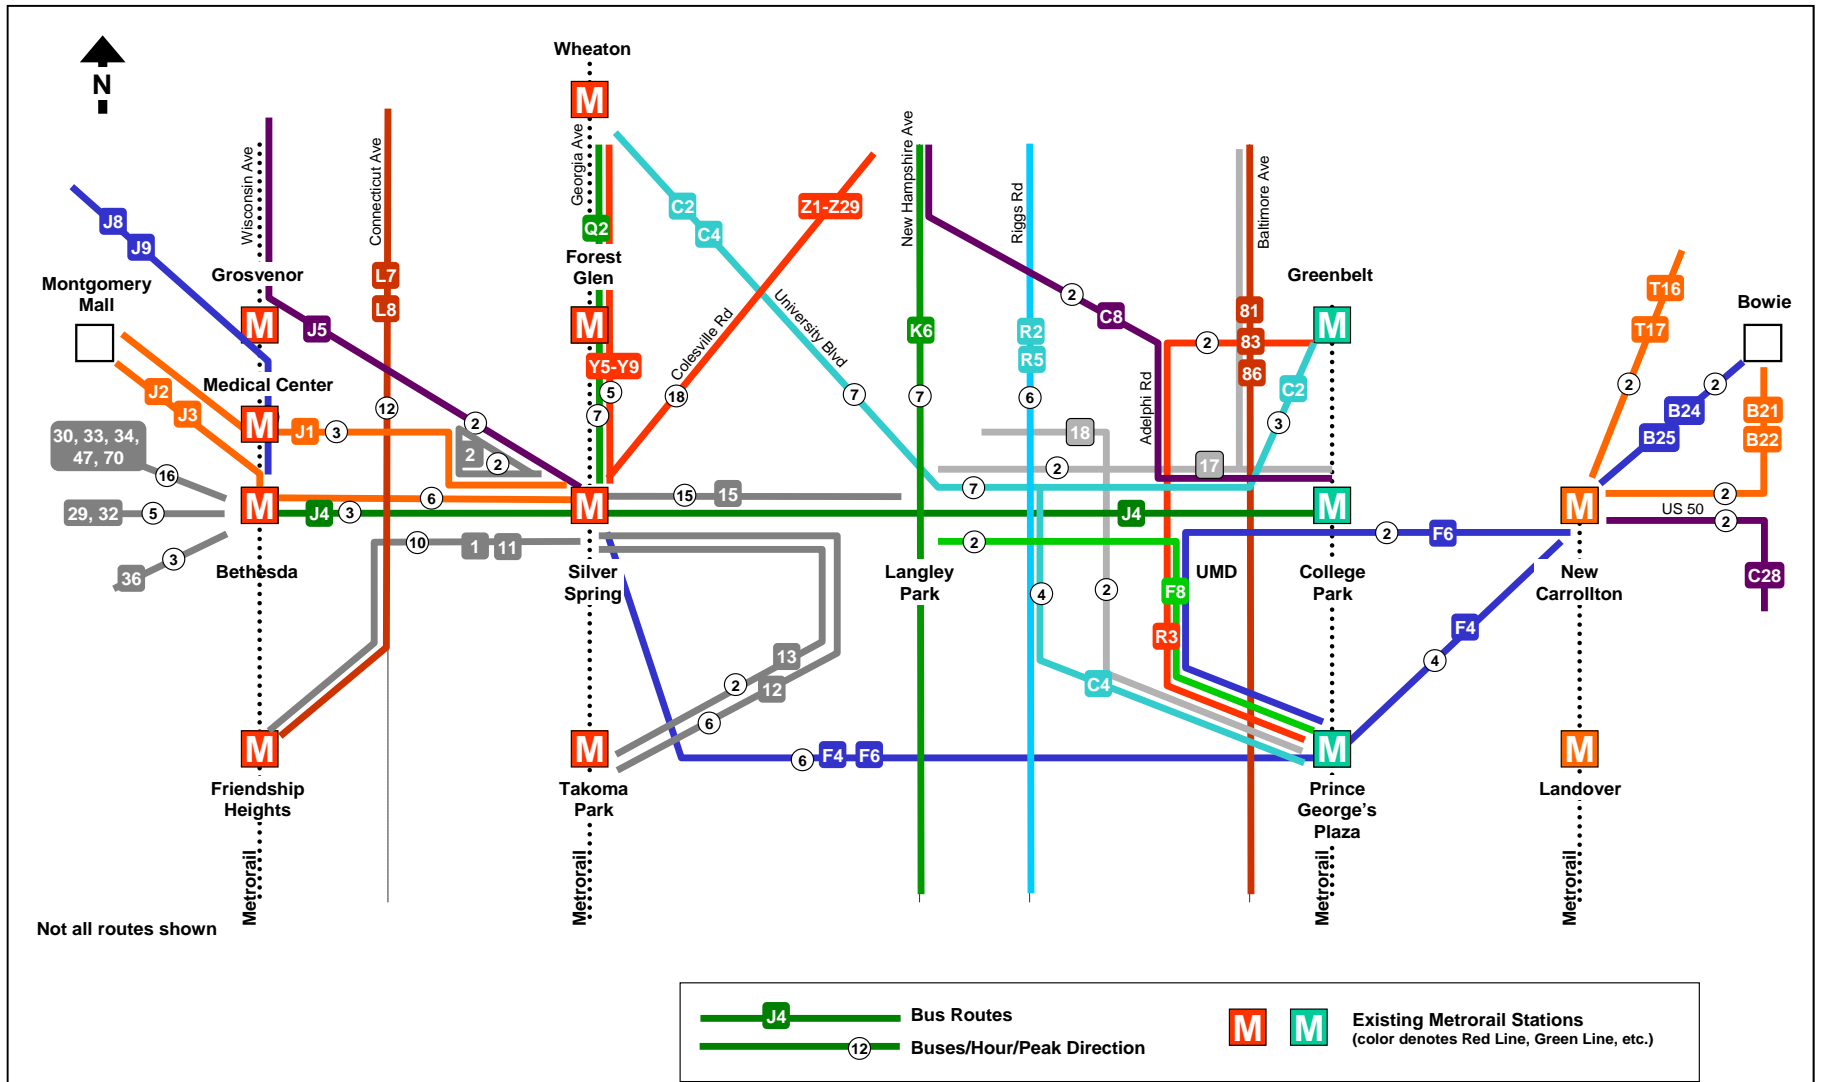 Wheaton
M
N
Wisconsin Ave
Connecticut Ave
Georgia Ave
New Hampshire Ave
Riggs Rd
Baltimore Ave
J8
J9
C2
C4
Z1-Z29
Q2
Forest
Glen
Montgomery
Mall
Grosvenor
M
L7
L8
J5
M
Y5-Y9
5
7
Colesville Rd
18
University Blvd
7
K6
7
R2
R5
6
2
C8
Adelphi Rd
81
83
86
2
Greenbelt
M
C2
3
T16
T17
2
Bowie
B24
B25
2
B21
B22
2
Medical Center
M
J2
J3
J1
3
12
2
2
2
30, 33, 34,
47, 70
16
29, 32
5
36
3
M
Bethesda
6
J4
3
10
1
11
M
Silver
Spring
15
15
7
2
17
18
2
J4
M
College
Park
UMD
2
Langley
Park
4
F8
R3
C4
2
F6
M
New
Carrollton
US 50
2
C28
F4
4
13
2
12
6
M
Friendship
Heights
M
Takoma
Park
6
F4
F6
M
Prince
George's
Plaza
M
Landover
Metrorail
Metrorail
Metrorail
Metrorail
Not all routes shown
J4
Bus Routes
12
Buses/Hour/Peak Direction
M
M
Existing Metrorail Stations
(color denotes Red Line, Green Line, etc.)